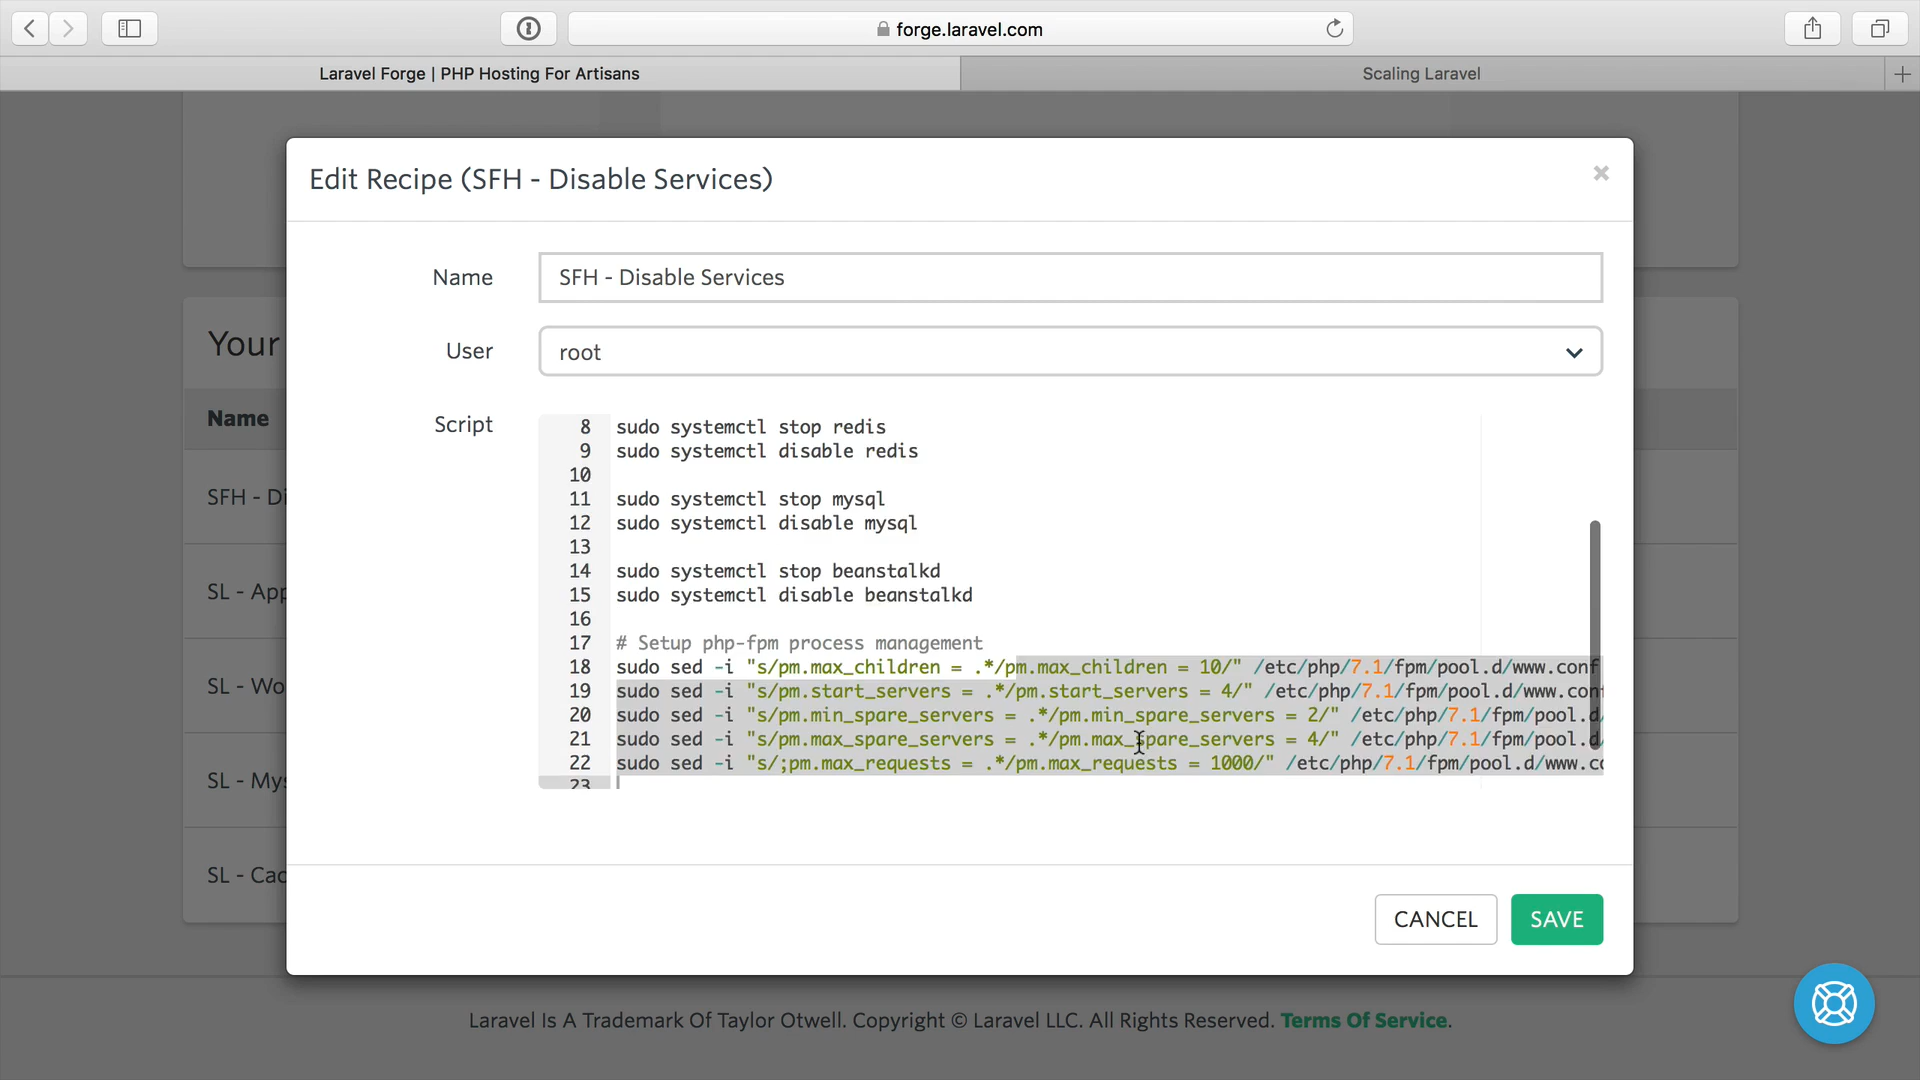 forge.laravel.com
Laravel Forge | PHP Hosting For Artisans
Scaling Laravel
Edit Recipe (SFH - Disable Services)
Name
SFH - Disable Services
User
root
Script
8 sudo systemctl stop redis
9 sudo systemctl disable redis
10
11 sudo systemctl stop mysql
12 sudo systemctl disable mysql
13
14 sudo systemctl stop beanstalkd
15 sudo systemctl disable beanstalkd
16
17 # Setup php-fpm process management
18 sudo sed -i "s/pm.max_children = .*/pm.max_children = 10/" /etc/php/7.1/fpm/pool.d/www.conf
19 sudo sed -i "s/pm.start_servers = .*/pm.start_servers = 4/" /etc/php/7.1/fpm/pool.d/www.conf
20 sudo sed -i "s/pm.min_spare_servers = .*/pm.min_spare_servers = 2/" /etc/php/7.1/fpm/pool.d/
21 sudo sed -i "s/pm.max_spare_servers = .*/pm.max_spare_servers = 4/" /etc/php/7.1/fpm/pool.d/
22 sudo sed -i "s/;pm.max_requests = .*/pm.max_requests = 1000/" /etc/php/7.1/fpm/pool.d/www.co
23
CANCEL
SAVE
Your
Name
SFH - Di
SL - App
SL - Wo
SL - Mys
SL - Cac
Laravel Is A Trademark Of Taylor Otwell. Copyright © Laravel LLC. All Rights Reserved. Terms Of Service.